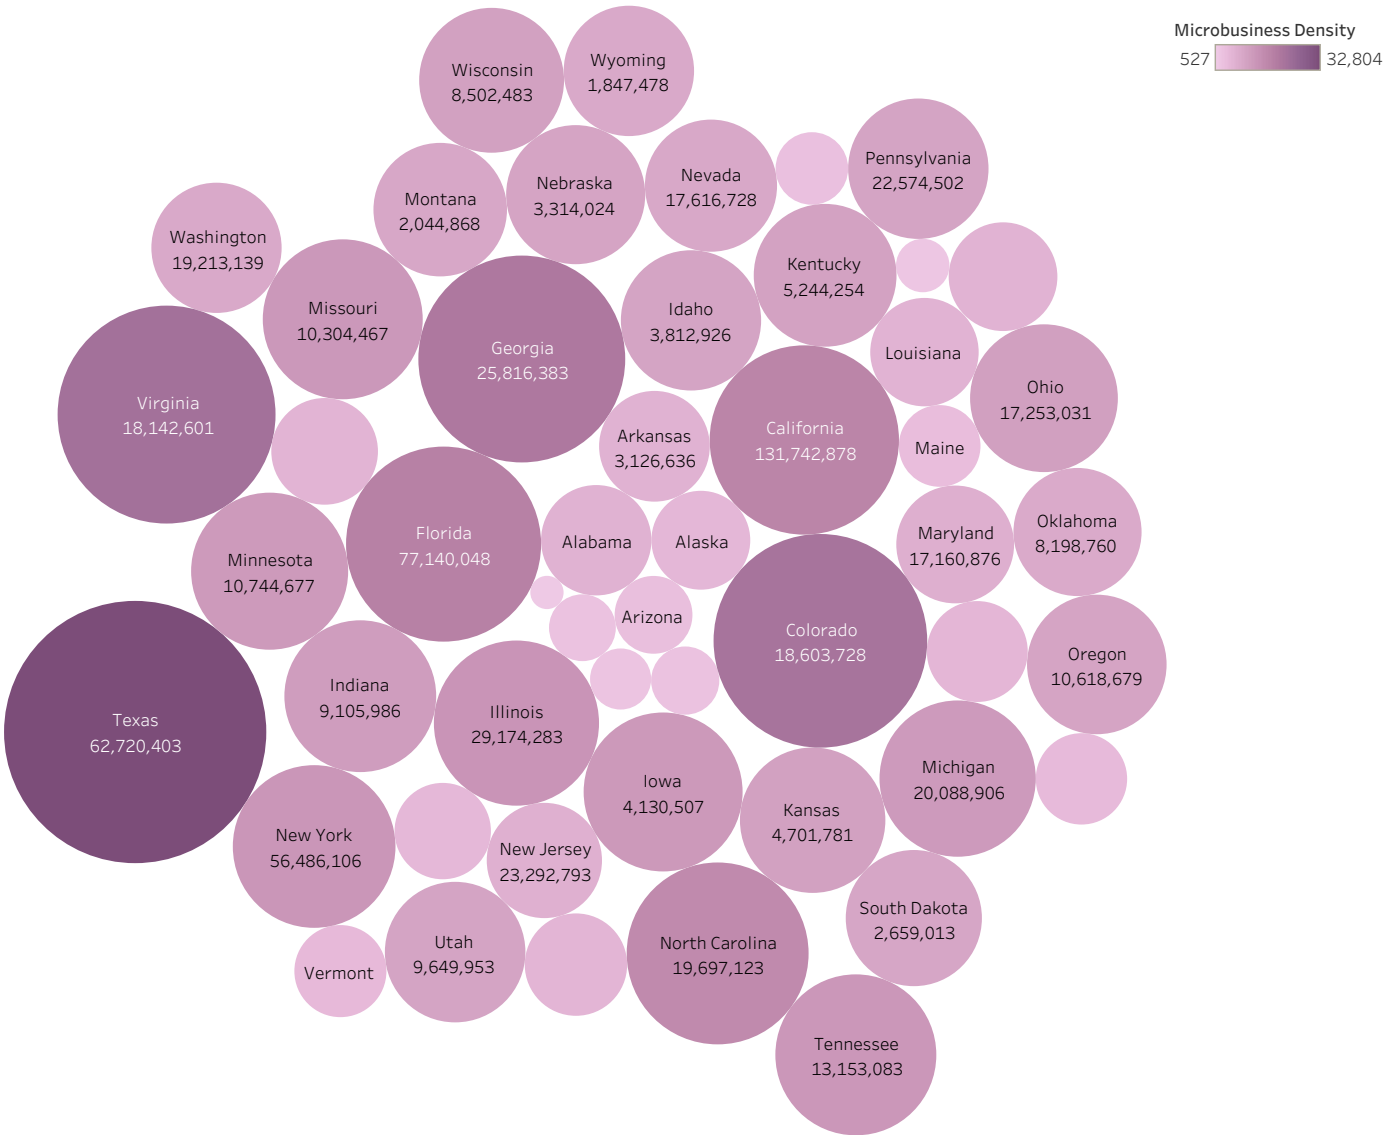 Microbusiness Density
527
32,804
Wisconsin
8,502,483
Wyoming
1,847,478
Pennsylvania
22,574,502
Nevada
17,616,728
Nebraska
3,314,024
Montana
2,044,868
Washington
19,213,139
Kentucky
5,244,254
Missouri
10,304,467
Idaho
3,812,926
Georgia
25,816,383
Louisiana
Ohio
17,253,031
Virginia
18,142,601
California
131,742,878
Arkansas
3,126,636
Maine
Oklahoma
8,198,760
Florida
77,140,048
Alabama
Alaska
Maryland
17,160,876
Minnesota
10,744,677
Arizona
Colorado
18,603,728
Oregon
10,618,679
Indiana
9,105,986
Illinois
29,174,283
Texas
62,720,403
Michigan
20,088,906
Iowa
4,130,507
Kansas
4,701,781
New York
56,486,106
New Jersey
23,292,793
South Dakota
2,659,013
Utah
9,649,953
North Carolina
19,697,123
Vermont
Tennessee
13,153,083